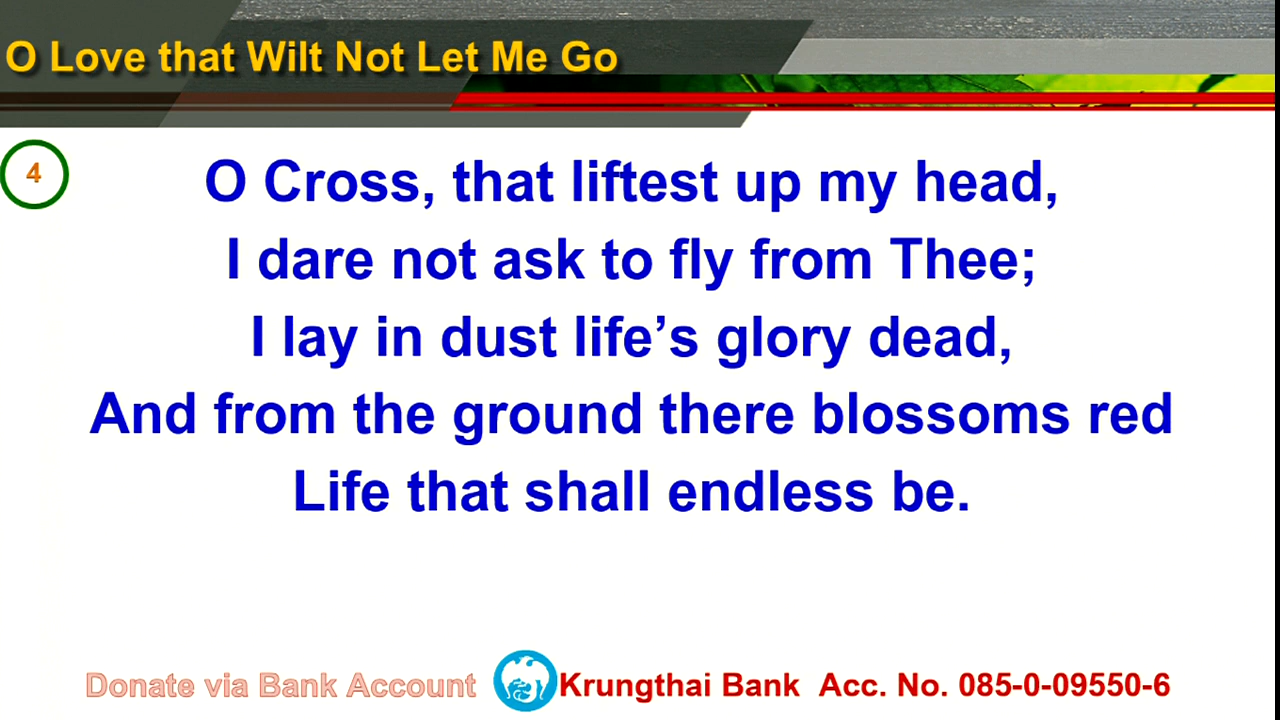 O Love that Wilt Not Let Me Go
4
O Cross, that liftest up my head,
I dare not ask to fly from Thee;
I lay in dust life’s glory dead,
And from the ground there blossoms red
Life that shall endless be.
Donate via Bank Account Krungthai Bank Acc. No. 085-0-09550-6